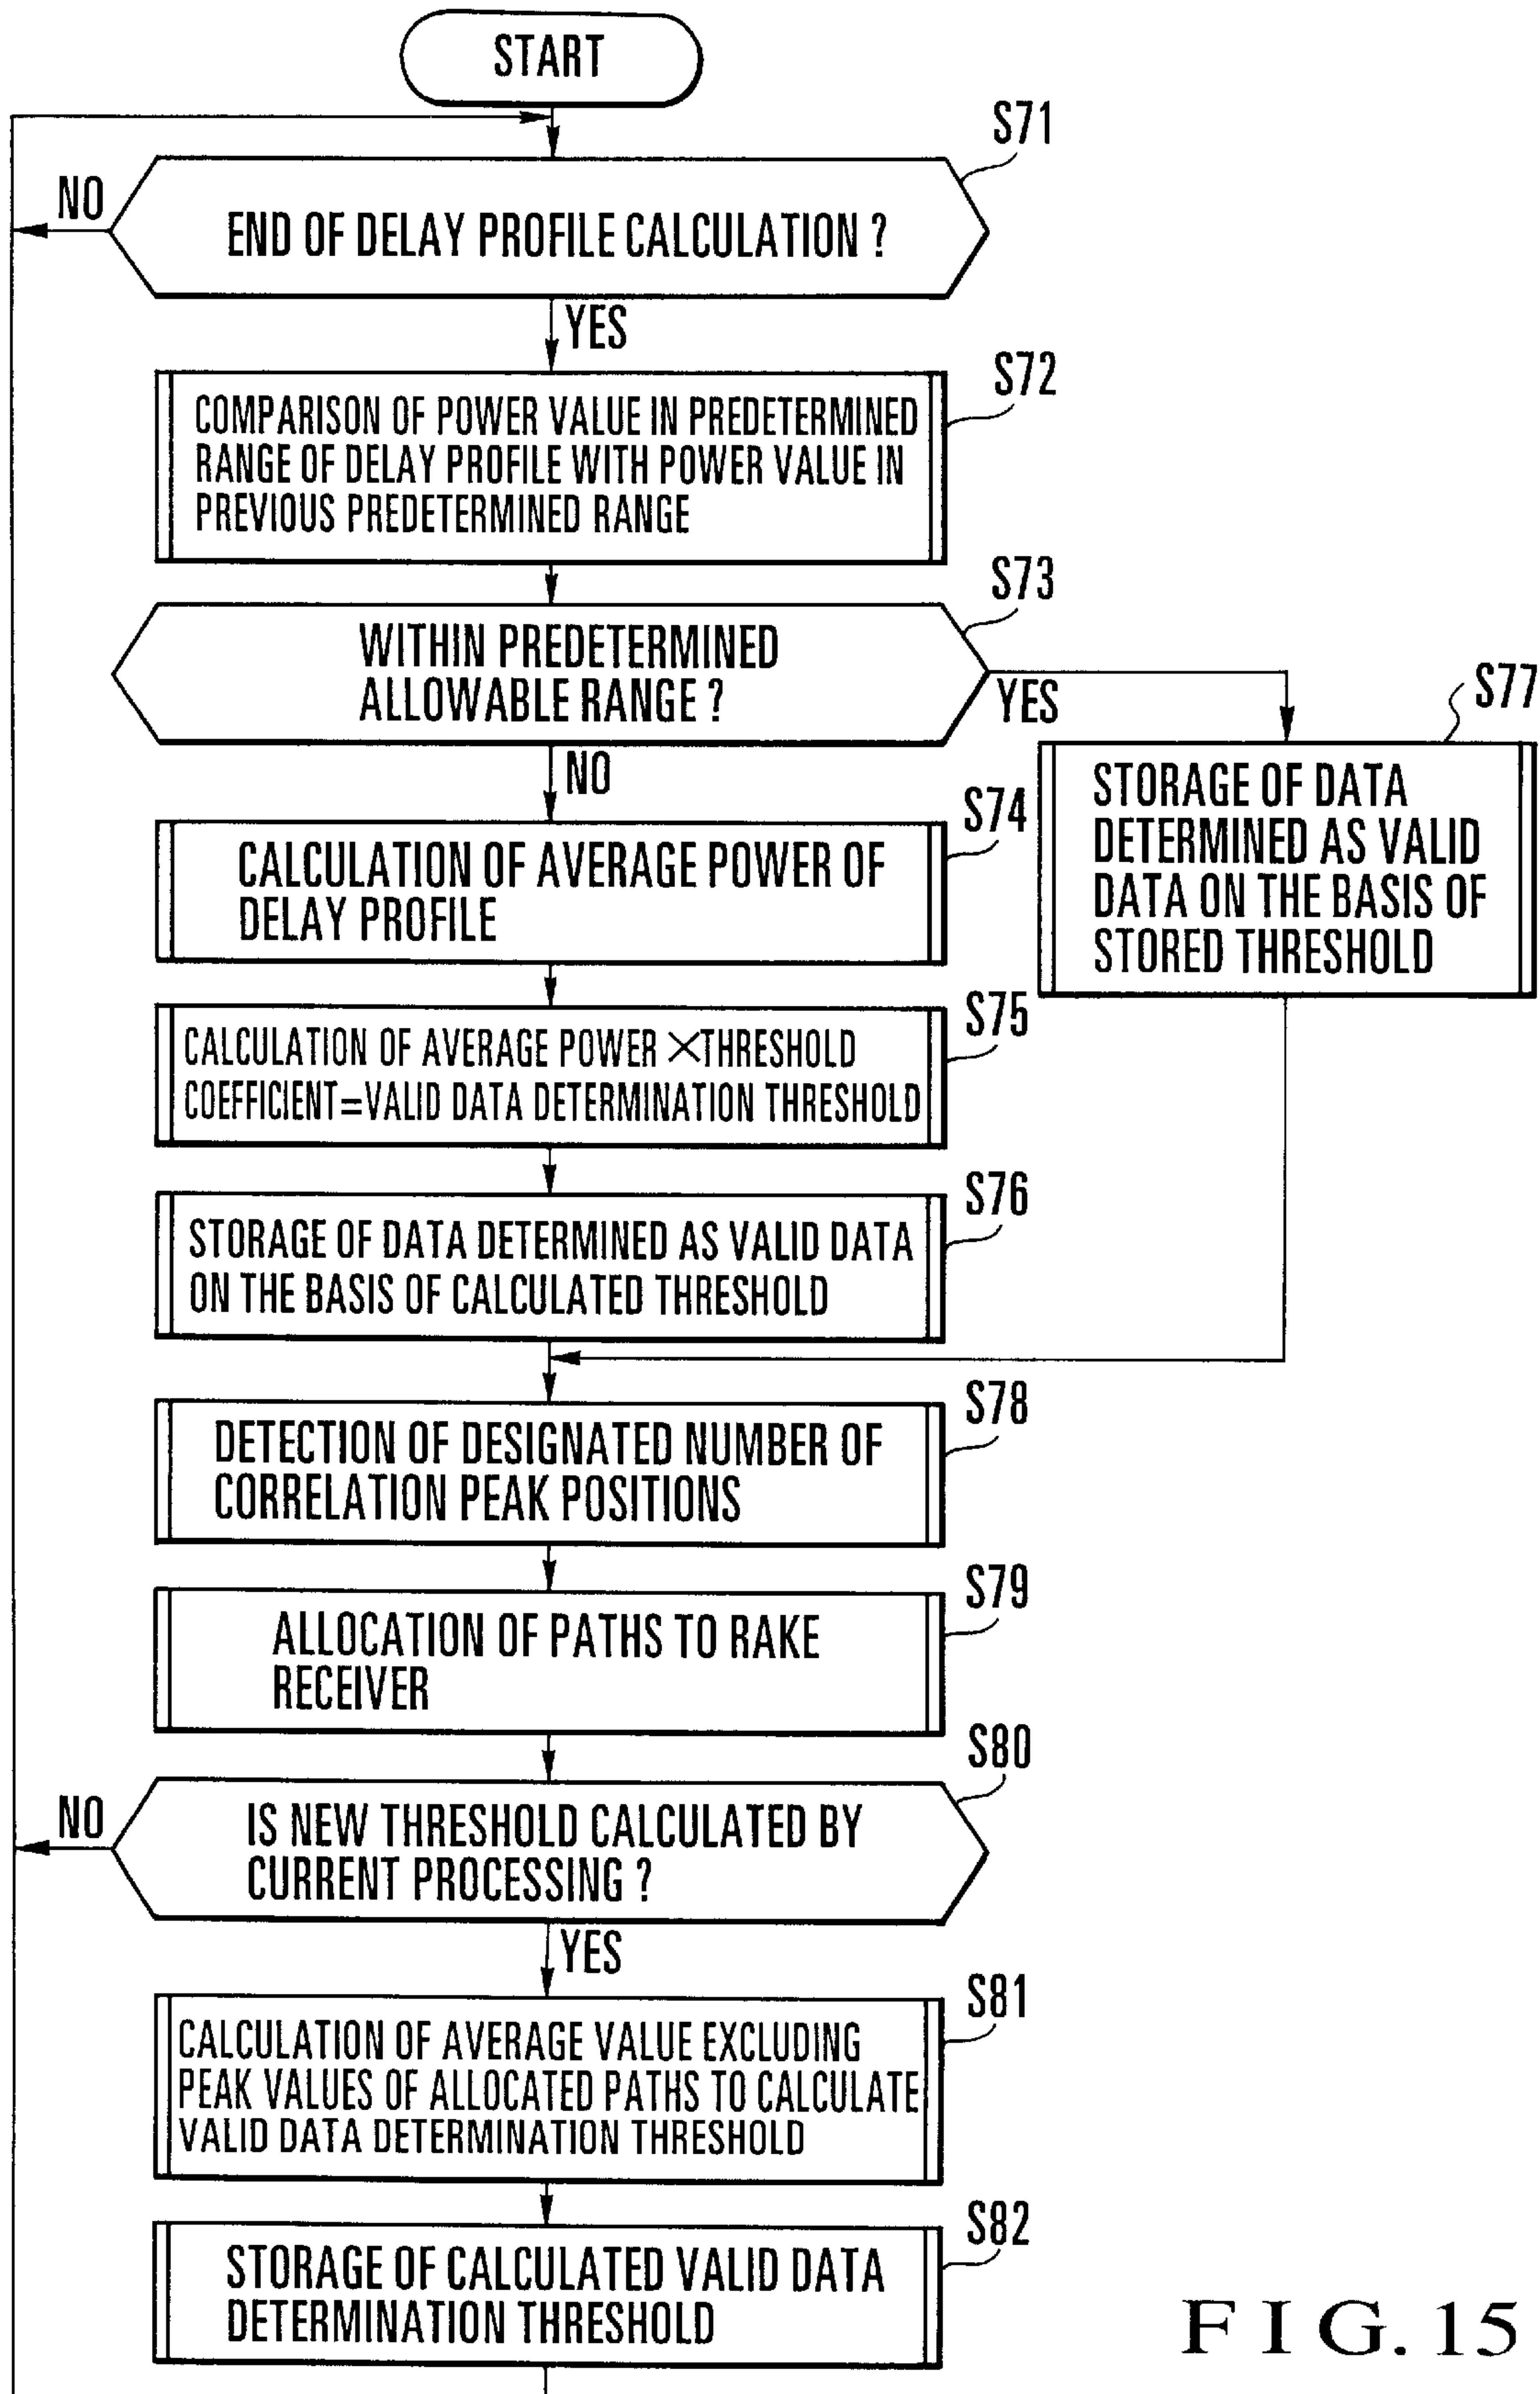 START
S71
NO
END OF DELAY PROFILE CALCULATION ?
YES
S72
COMPARISON OF POWER VALUE IN PREDETERMINED
RANGE OF DELAY PROFILE WITH POWER VALUE IN
PREVIOUS PREDETERMINED RANGE
S73
WITHIN PREDETERMINED
ALLOWABLE RANGE ?
YES
S77
NO
STORAGE OF DATA
DETERMINED AS VALID
DATA ON THE BASIS OF
STORED THRESHOLD
S74
CALCULATION OF AVERAGE POWER OF
DELAY PROFILE
S75
CALCULATION OF AVERAGE POWER ×THRESHOLD
COEFFICIENT=VALID DATA DETERMINATION THRESHOLD
S76
STORAGE OF DATA DETERMINED AS VALID DATA
ON THE BASIS OF CALCULATED THRESHOLD
S78
DETECTION OF DESIGNATED NUMBER OF
CORRELATION PEAK POSITIONS
S79
ALLOCATION OF PATHS TO RAKE
RECEIVER
S80
NO
IS NEW THRESHOLD CALCULATED BY
CURRENT PROCESSING ?
YES
S81
CALCULATION OF AVERAGE VALUE EXCLUDING
PEAK VALUES OF ALLOCATED PATHS TO CALCULATE
VALID DATA DETERMINATION THRESHOLD
S82
STORAGE OF CALCULATED VALID DATA
DETERMINATION THRESHOLD
FIG. 15